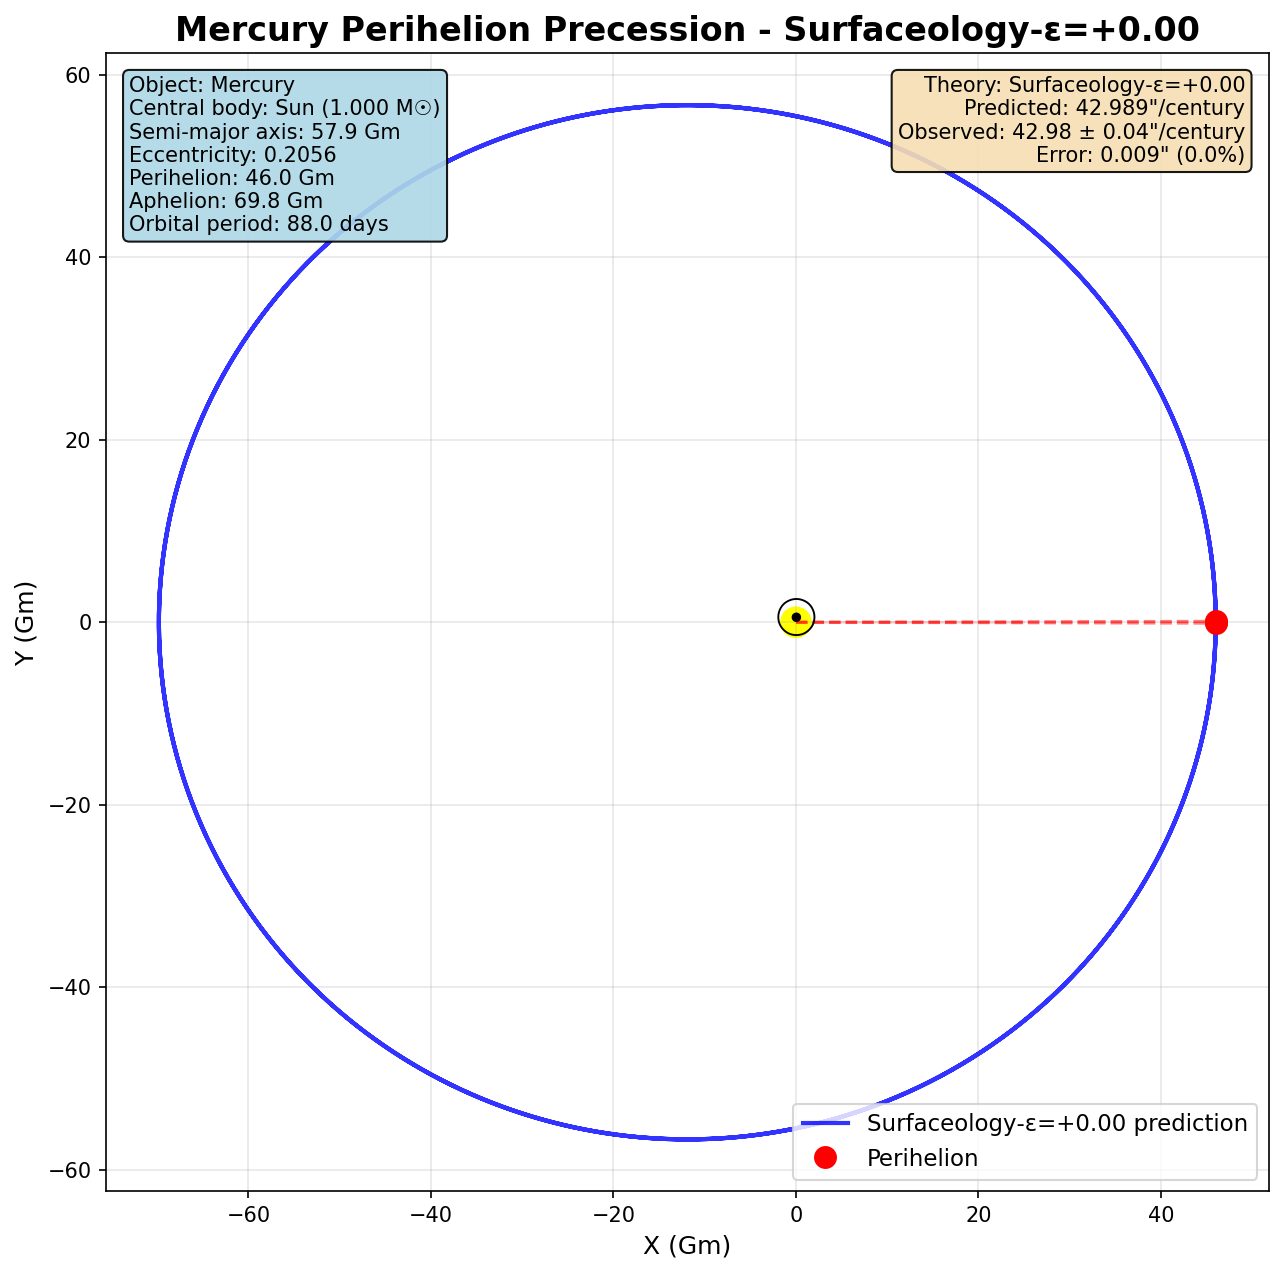 Mercury Perihelion Precession - Surfaceology-ε=+0.00
Object: Mercury
Central body: Sun (1.000 M☉)
Semi-major axis: 57.9 Gm
Eccentricity: 0.2056
Perihelion: 46.0 Gm
Aphelion: 69.8 Gm
Orbital period: 88.0 days
Theory: Surfaceology-ε=+0.00
Predicted: 42.989"/century
Observed: 42.98 ± 0.04"/century
Error: 0.009" (0.0%)
60
40
20
0
−20
−40
−60
Y (Gm)
Surfaceology-ε=+0.00 prediction
Perihelion
−60
−40
−20
0
20
40
X (Gm)